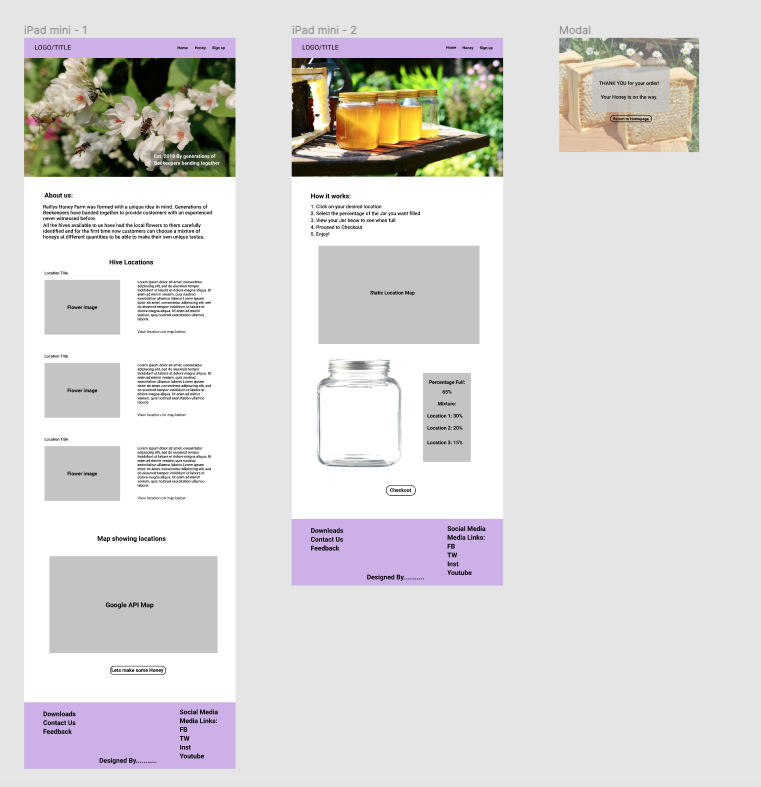 iPad mini - 1
LOGO/TITLE
Home Honey Sign up
Est. 2018 By generations of
Beekeepers banding together
About us:
Reillys Honey Farm was formed with a unique idea in mind. Generations of
Beekeepers have banded together to provide customers with an experienced
never witnessed before.
All the hives available to us have had the local flowers to them carefully
identified and for the first time now customers can choose a mixture of
honeys at different quantities to be able to make their own unique tastes.
Hive Locations
Location Title
Flower image
Lorem ipsum dolor sit amet, consectetur
adipiscing elit, sed do eiusmod tempor
incididunt ut labore et dolore magna aliqua. Ut
enim ad minim veniam, quis nostrud
exercitation ullamco laboris Lorem ipsum
dolor sit amet, consectetur adipiscing elit, sed
do eiusmod tempor incididunt ut labore et
dolore magna aliqua. Ut enim ad minim
veniam, quis nostrud exercitation ullamco
laboris
View location on map below
Location Title
Flower image
Lorem ipsum dolor sit amet, consectetur
adipiscing elit, sed do eiusmod tempor
incididunt ut labore et dolore magna aliqua. Ut
enim ad minim veniam, quis nostrud
exercitation ullamco laboris Lorem ipsum
dolor sit amet, consectetur adipiscing elit, sed
do eiusmod tempor incididunt ut labore et
dolore magna aliqua. Ut enim ad minim
veniam, quis nostrud exercitation ullamco
laboris
View location on map below
Location Title
Flower image
Lorem ipsum dolor sit amet, consectetur
adipiscing elit, sed do eiusmod tempor
incididunt ut labore et dolore magna aliqua. Ut
enim ad minim veniam, quis nostrud
exercitation ullamco laboris Lorem ipsum
dolor sit amet, consectetur adipiscing elit, sed
do eiusmod tempor incididunt ut labore et
dolore magna aliqua. Ut enim ad minim
veniam, quis nostrud exercitation ullamco
laboris
View location on map below
Map showing locations
Google API Map
Lets make some Honey
Downloads
Contact Us
Feedback
Social Media
Media Links:
FB
TW
Inst
Youtube
Designed By..........
iPad mini - 2
LOGO/TITLE
Home Honey Sign up
How it works:
1. Click on your desired location
2. Select the percentage of the Jar you want filled
3. View your Jar beow to see when full
4. Proceed to Checkout
5. Enjoy!
Static Location Map
Percentage Full:
65%
Mixture:
Location 1: 30%
Location 2: 20%
Location 3: 15%
Checkout
Downloads
Contact Us
Feedback
Social Media
Media Links:
FB
TW
Inst
Youtube
Designed By..........
Modal
THANK YOU for your order!
Your Honey is on the way.
Return to Homepage